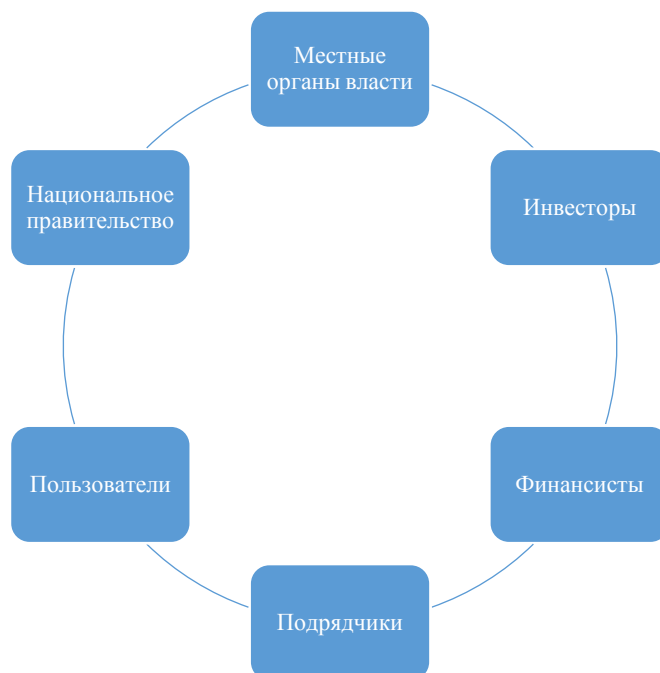 Местные
органы власти
Национальное
правительство
Инвесторы
Пользователи
Финансисты
Подрядчики